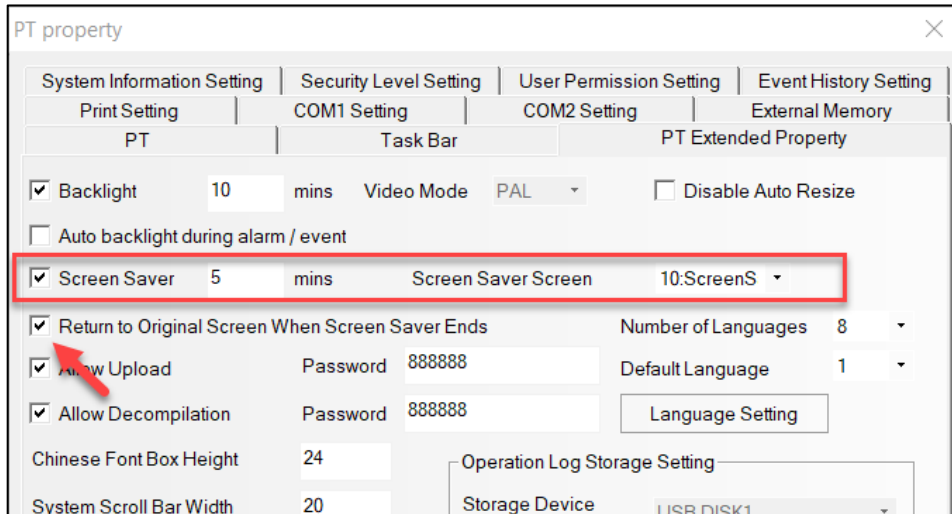 PT property
System Information Setting Security Level Setting User Permission Setting Event History Setting
Print Setting COM1 Setting COM2 Setting External Memory
PT Task Bar PT Extended Property
Backlight 10 mins Video Mode PAL Disable Auto Resize
Auto backlight during alarm / event
Screen Saver 5 mins Screen Saver Screen 10:ScreenS
Return to Original Screen When Screen Saver Ends Number of Languages 8
Allow Upload Password 888888 Default Language 1
Allow Decompilation Password 888888 Language Setting
Chinese Font Box Height 24 Operation Log Storage Setting
System Scroll Bar Width 20 Storage Device USB DISK1